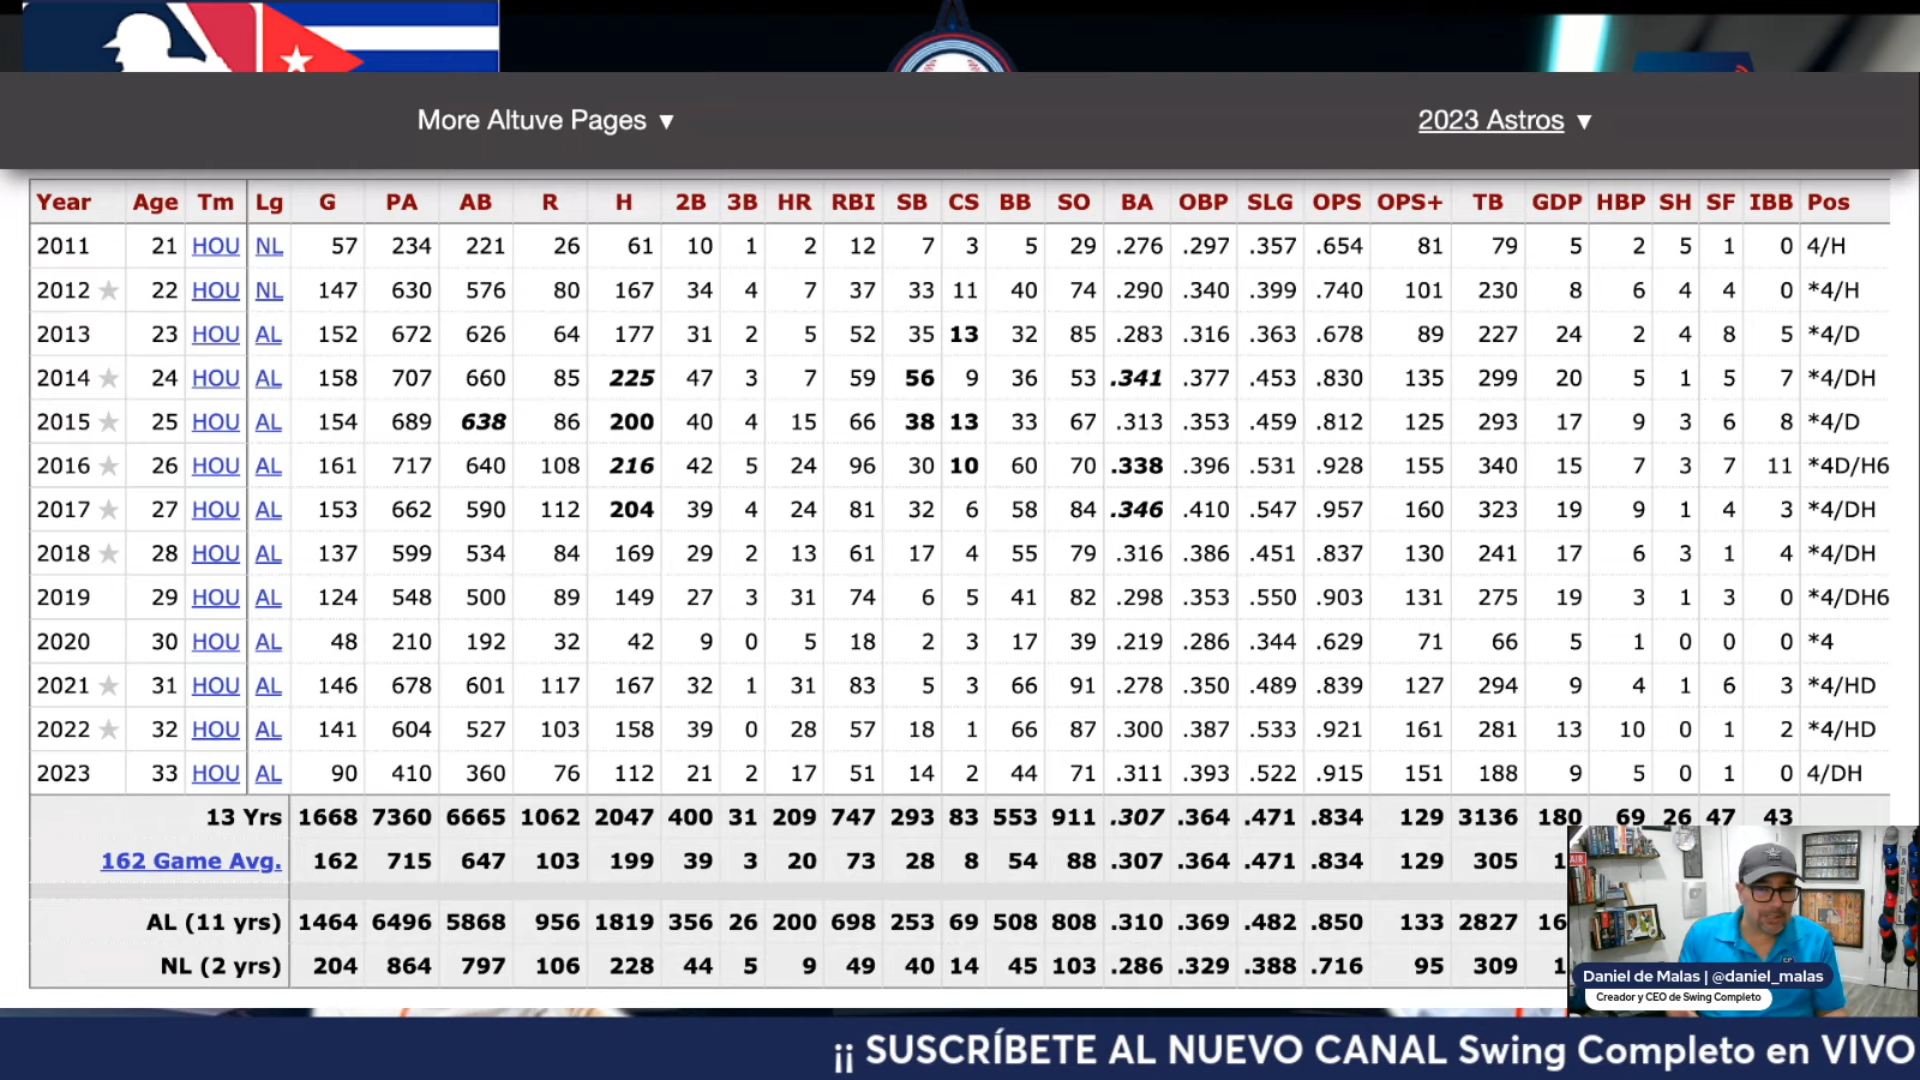 More Altuve Pages ▼ 2023 Astros ▼
Year Age Tm Lg G PA AB R H 2B 3B HR RBI SB CS BB SO BA OBP SLG OPS OPS+ TB GDP HBP SH SF IBB Pos
2011 21 HOU NL 57 234 221 26 61 10 1 2 12 7 3 5 29 .276 .297 .357 .654 81 79 5 2 5 1 0 4/H
2012 ★ 22 HOU NL 147 630 576 80 167 34 4 7 37 33 11 40 74 .290 .340 .399 .740 101 230 8 6 4 4 0 *4/H
2013 23 HOU AL 152 672 626 64 177 31 2 5 52 35 13 32 85 .283 .316 .363 .678 89 227 24 2 4 8 5 *4/D
2014 ★ 24 HOU AL 158 707 660 85 225 47 3 7 59 56 9 36 53 .341 .377 .453 .830 135 299 20 5 1 5 7 *4/DH
2015 ★ 25 HOU AL 154 689 638 86 200 40 4 15 66 38 13 33 67 .313 .353 .459 .812 125 293 17 9 3 6 8 *4/D
2016 ★ 26 HOU AL 161 717 640 108 216 42 5 24 96 30 10 60 70 .338 .396 .531 .928 155 340 15 7 3 7 11 *4D/H6
2017 ★ 27 HOU AL 153 662 590 112 204 39 4 24 81 32 6 58 84 .346 .410 .547 .957 160 323 19 9 1 4 3 *4/DH
2018 ★ 28 HOU AL 137 599 534 84 169 29 2 13 61 17 4 55 79 .316 .386 .451 .837 130 241 17 6 3 1 4 *4/DH
2019 29 HOU AL 124 548 500 89 149 27 3 31 74 6 5 41 82 .298 .353 .550 .903 131 275 19 3 1 3 0 *4/DH6
2020 30 HOU AL 48 210 192 32 42 9 0 5 18 2 3 17 39 .219 .286 .344 .629 71 66 5 1 0 0 0 *4
2021 ★ 31 HOU AL 146 678 601 117 167 32 1 31 83 5 3 66 91 .278 .350 .489 .839 127 294 9 4 1 6 3 *4/HD
2022 ★ 32 HOU AL 141 604 527 103 158 39 0 28 57 18 1 66 87 .300 .387 .533 .921 161 281 13 10 0 1 2 *4/HD
2023 33 HOU AL 90 410 360 76 112 21 2 17 51 14 2 44 71 .311 .393 .522 .915 151 188 9 5 0 1 0 4/DH
13 Yrs 1668 7360 6665 1062 2047 400 31 209 747 293 83 553 911 .307 .364 .471 .834 129 3136 180 69 26 47 43
162 Game Avg. 162 715 647 103 199 39 3 20 73 28 8 54 88 .307 .364 .471 .834 129 305 1
AL (11 yrs) 1464 6496 5868 956 1819 356 26 200 698 253 69 508 808 .310 .369 .482 .850 133 2827 16
NL (2 yrs) 204 864 797 106 228 44 5 9 49 40 14 45 103 .286 .329 .388 .716 95 309 1
AIR
Daniel de Malas | @daniel_malas
Creador y CEO de Swing Completo
¡¡ SUSCRÍBETE AL NUEVO CANAL Swing Completo en VIVO